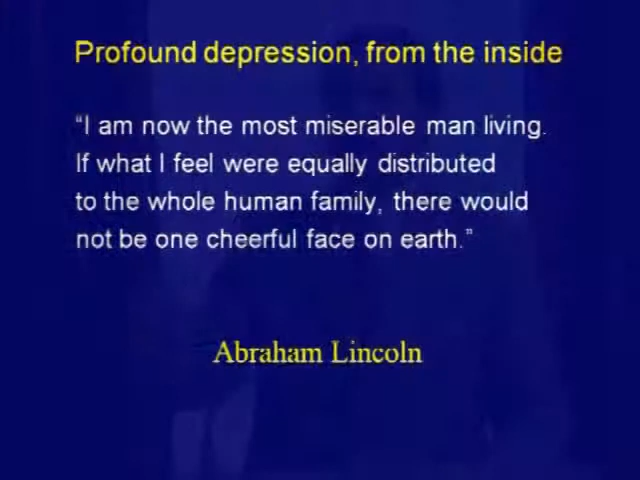 Profound depression, from the inside
“I am now the most miserable man living.
If what I feel were equally distributed
to the whole human family, there would
not be one cheerful face on earth.”
Abraham Lincoln